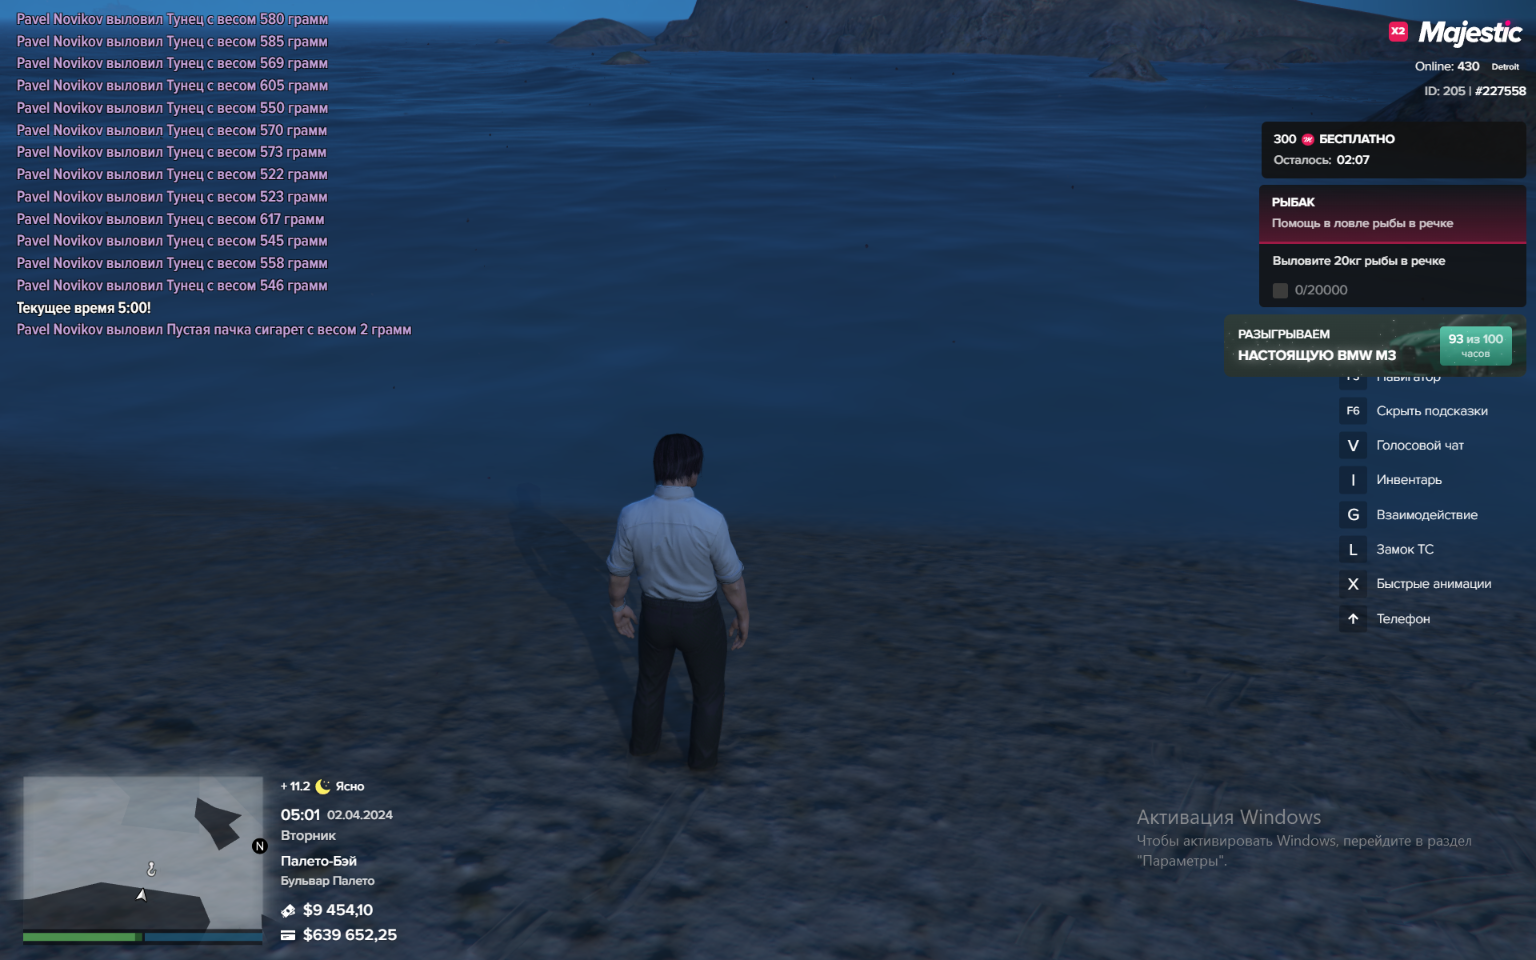 Pavel Novikov выловил Тунец с весом 580 грамм
Pavel Novikov выловил Тунец с весом 585 грамм
Pavel Novikov выловил Тунец с весом 569 грамм
Pavel Novikov выловил Тунец с весом 605 грамм
Pavel Novikov выловил Тунец с весом 550 грамм
Pavel Novikov выловил Тунец с весом 570 грамм
Pavel Novikov выловил Тунец с весом 573 грамм
Pavel Novikov выловил Тунец с весом 522 грамм
Pavel Novikov выловил Тунец с весом 523 грамм
Pavel Novikov выловил Тунец с весом 617 грамм
Pavel Novikov выловил Тунец с весом 545 грамм
Pavel Novikov выловил Тунец с весом 558 грамм
Pavel Novikov выловил Тунец с весом 546 грамм
Текущее время 5:00!
Pavel Novikov выловил Пустая пачка сигарет с весом 2 грамм
X2 Majestic
Online: 430 Detroit
ID: 205 | #227558
300 БЕСПЛАТНО
Осталось: 02:07
РЫБАК
Помощь в ловле рыбы в речке
Выловите 20кг рыбы в речке
0/20000
РАЗЫГРЫВАЕМ
НАСТОЯЩУЮ BMW M3
93 из 100
часов
Навигатор
F6 Скрыть подсказки
V Голосовой чат
I Инвентарь
G Взаимодействие
L Замок ТС
X Быстрые анимации
Телефон
+ 11.2 Ясно
05:01 02.04.2024
Вторник
N
Палето-Бэй
Бульвар Палето
$9 454,10
$639 652,25
Активация Windows
Чтобы активировать Windows, перейдите в раздел
"Параметры".